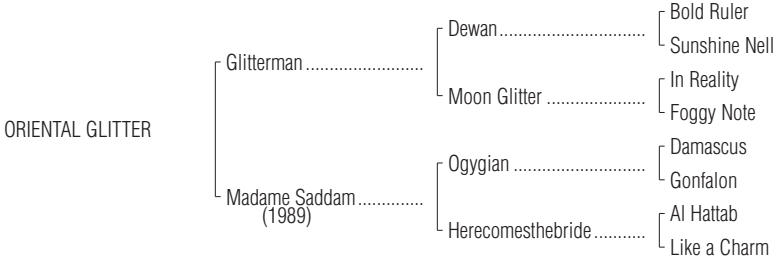 Bold Ruler
Dewan..............................
Sunshine Nell
Glitterman ........................
In Reality
Moon Glitter ....................
Foggy Note
ORIENTAL GLITTER
Damascus
Ogygian ...........................
Gonfalon
Madame Saddam.............
(1989)
Al Hattab
Herecomesthebride..........
Like a Charm